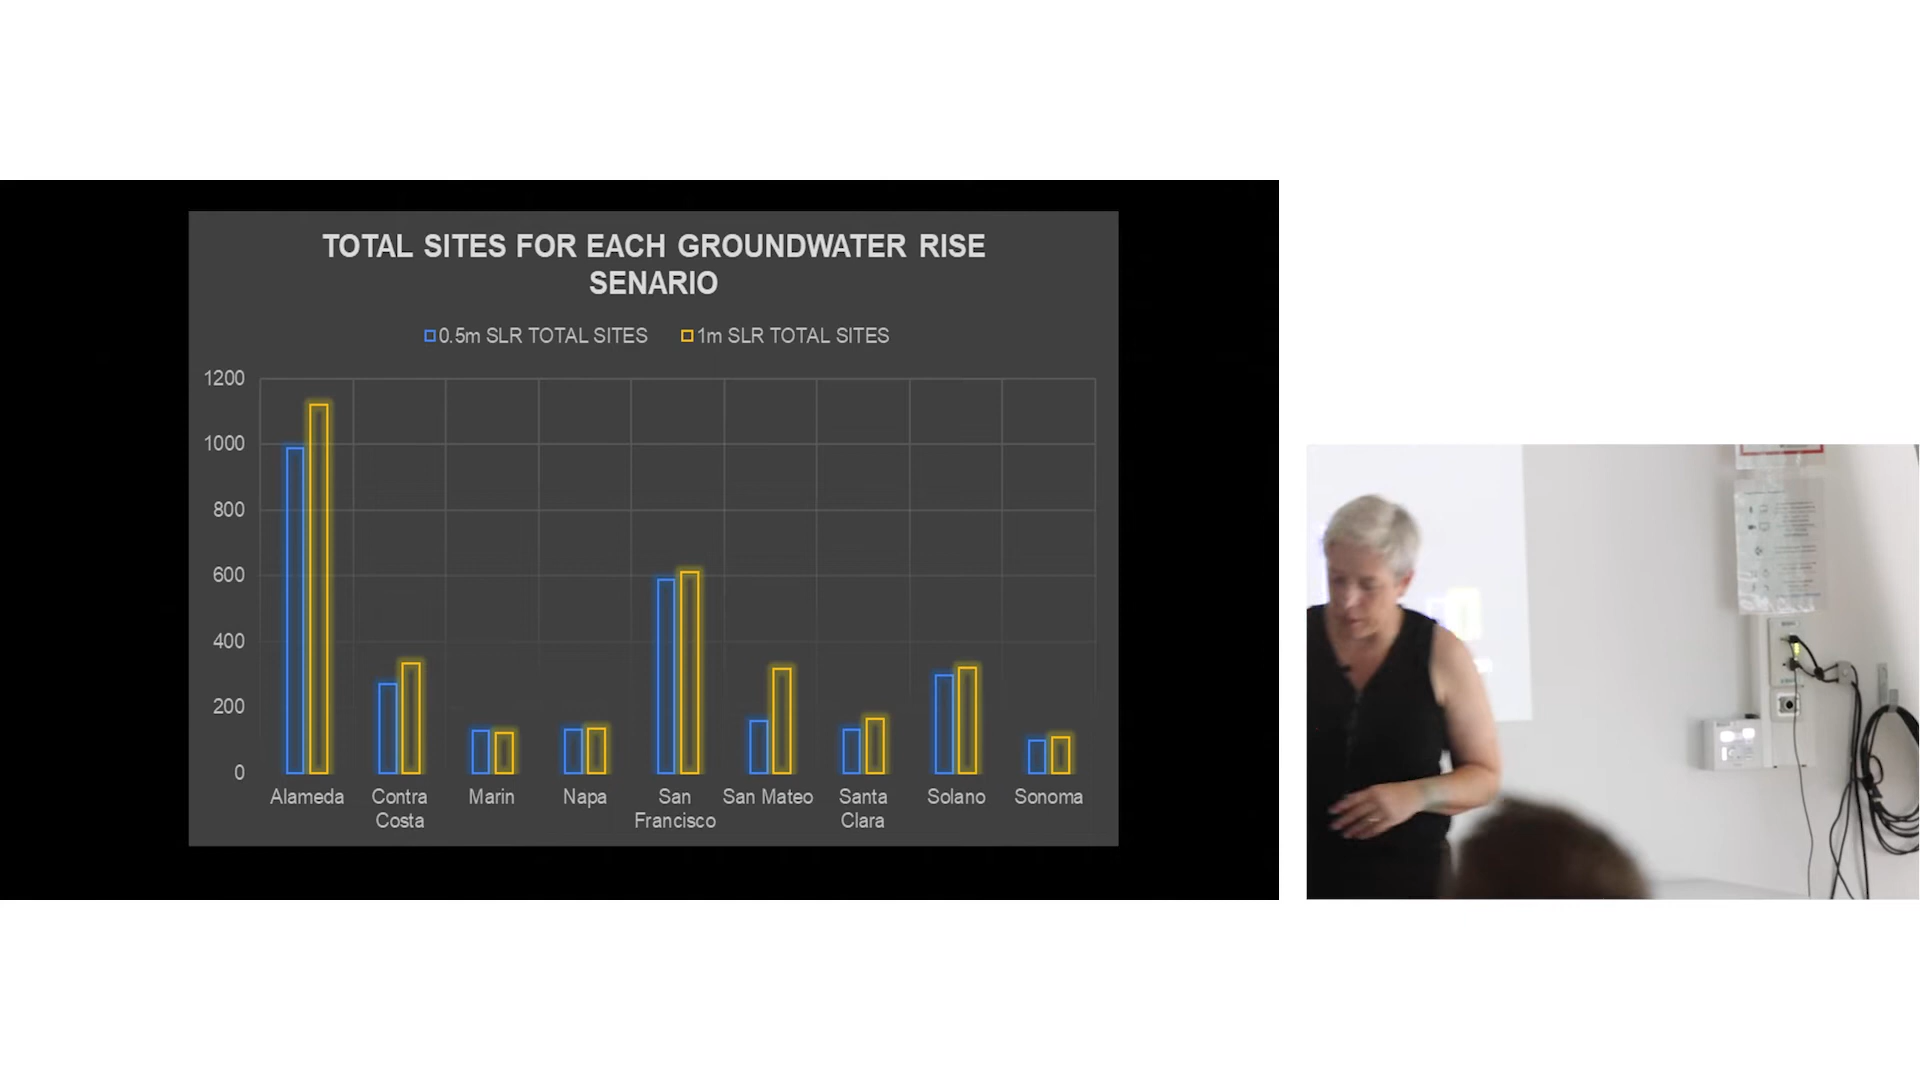 TOTAL SITES FOR EACH GROUNDWATER RISE
SENARIO
0.5m SLR TOTAL SITES 1m SLR TOTAL SITES
1200
1000
800
600
400
200
0
Alameda Contra Costa Marin Napa San Francisco San Mateo Santa Clara Solano Sonoma